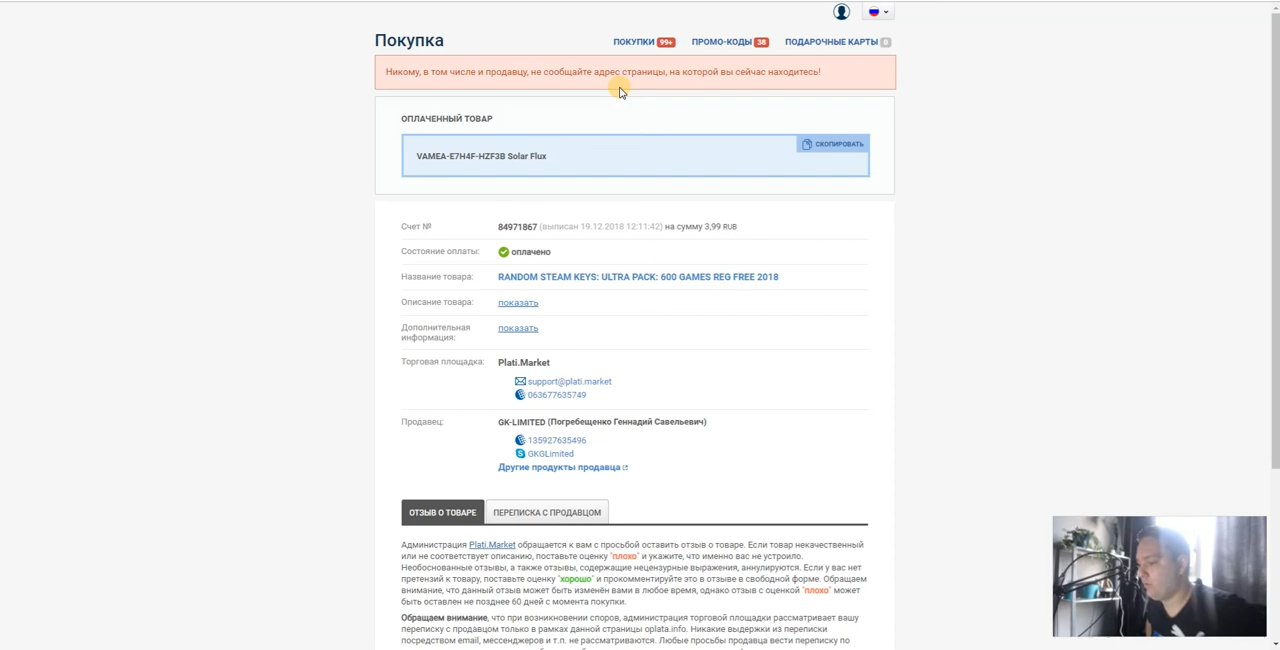 Покупка
ПОКУПКИ 99+ ПРОМО-КОДЫ 38 ПОДАРОЧНЫЕ КАРТЫ 0
Никому, в том числе и продавцу, не сообщайте адрес страницы, на которой вы сейчас находитесь!
ОПЛАЧЕННЫЙ ТОВАР
СКОПИРОВАТЬ
VAMEA-E7H4F-HZF3B Solar Flux
Счет № 84971867 (выписан 19.12.2018 12:11:42) на сумму 3,99 RUB
Состояние оплаты: оплачено
Название товара: RANDOM STEAM KEYS: ULTRA PACK: 600 GAMES REG FREE 2018
Описание товара: показать
Дополнительная информация: показать
Торговая площадка: Plati.Market
support@plati.market
063677635749
Продавец: GK-LIMITED (Погребещенко Геннадий Савельевич)
135927635496
GKGLimited
Другие продукты продавца
ОТЗЫВ О ТОВАРЕ ПЕРЕПИСКА С ПРОДАВЦОМ
Администрация Plati.Market обращается к вам с просьбой оставить отзыв о товаре. Если товар некачественный
или не соответствует описанию, поставьте оценку "плохо" и укажите, что именно вас не устроило.
Необоснованные отзывы, а также отзывы, содержащие нецензурные выражения, аннулируются. Если у вас нет
претензий к товару, поставьте оценку "хорошо" и прокомментируйте это в отзыве в свободной форме. Обращаем
внимание, что данный отзыв может быть изменён вами в любое время, однако отзыв с оценкой "плохо" может
быть оставлен не позднее 60 дней с момента покупки.
Обращаем внимание, что при возникновении споров, администрация торговой площадки рассматривает вашу
переписку с продавцом только в рамках данной страницы oplata.info. Никакие выдержки из переписки
посредством email, мессенджеров и т.п. не рассматриваются. Любые просьбы продавца вести переписку по